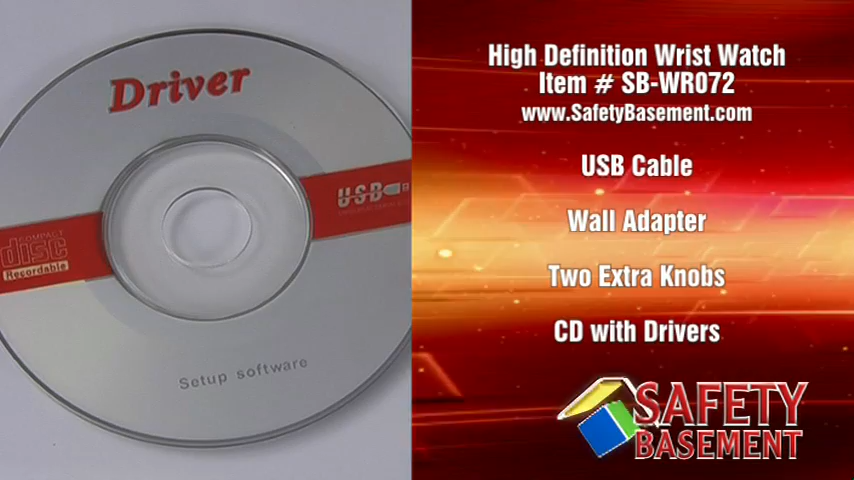 Driver
USB
COMPACT
disc
Recordable
Setup software
High Definition Wrist Watch
Item # SB-WR072
www.SafetyBasement.com
USB Cable
Wall Adapter
Two Extra Knobs
CD with Drivers
SAFETY
BASEMENT